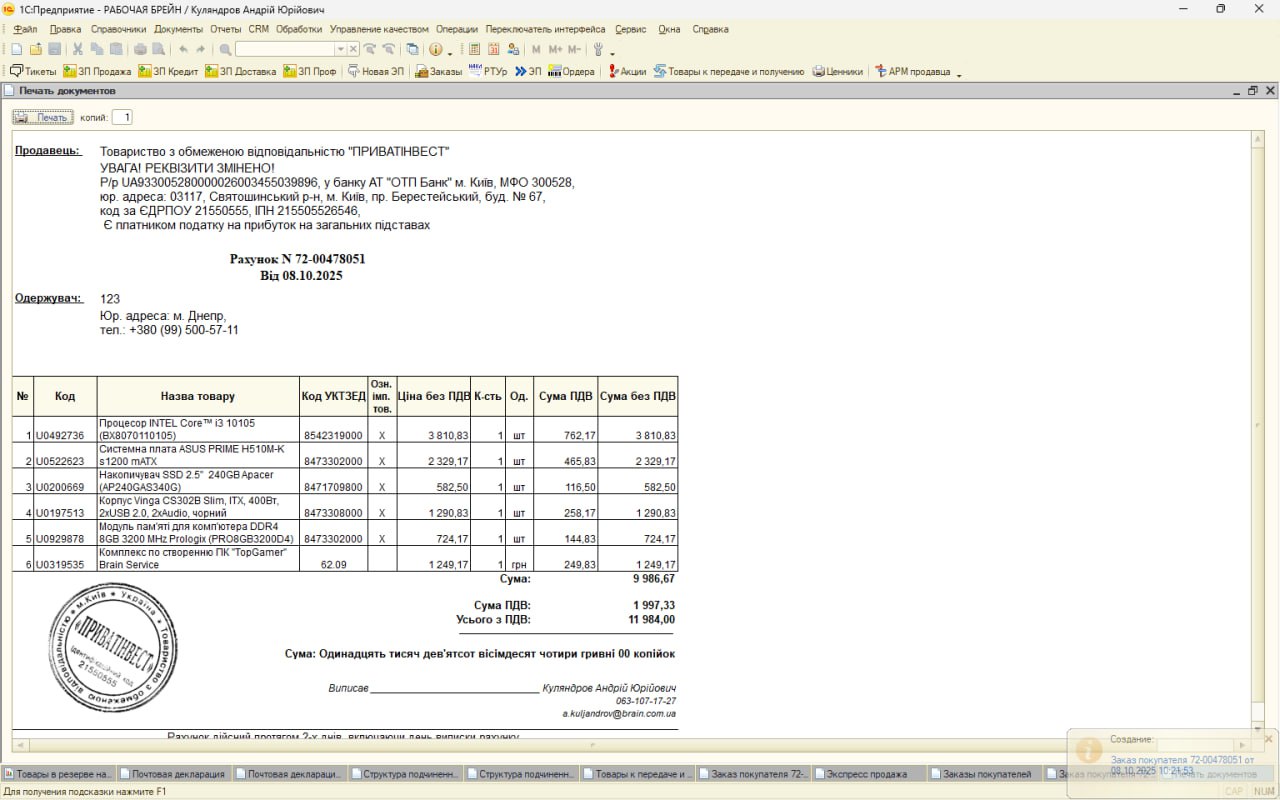 1С:Предприятие - РАБОЧАЯ БРЕЙН / Куляндров Андрій Юрійович
Файл Правка Справочники Документы Отчеты CRM Обработки Управление качеством Операции Переключатель интерфейса Сервис Окна Справка
M M+ M-
Тикеты ЗП Продажа ЗП Кредит ЗП Доставка ЗП Проф Новая ЭП Заказы РТУр ЭП Ордера Акции Товары к передаче и получению Ценники АРМ продавца
Печать документов
Печать копий: 1
Продавець: Товариство з обмеженою відповідальністю "ПРИВАТІНВЕСТ"
УВАГА! РЕКВІЗИТИ ЗМІНЕНО!
Р/р UA933005280000026003455039896, у банку АТ "ОТП Банк" м. Київ, МФО 300528,
юр. адреса: 03117, Святошинський р-н, м. Київ, пр. Берестейський, буд. № 67,
код за ЄДРПОУ 21550555, ІПН 215505526546,
Є платником податку на прибуток на загальних підставах
Рахунок N 72-00478051
Від 08.10.2025
Одержувач: 123
Юр. адреса: м. Днепр,
тел.: +380 (99) 500-57-11
№ Код Назва товару Код УКТЗЕД Озн. імп. тов. Ціна без ПДВ К-сть Од. Сума ПДВ Сума без ПДВ
Процесор INTEL Core™ i3 10105
1 U0492736 (BX8070110105) 8542319000 X 3 810,83 1 шт 762,17 3 810,83
Системна плата ASUS PRIME H510M-K
2 U0522623 s1200 mATX 8473302000 X 2 329,17 1 шт 465,83 2 329,17
Накопичувач SSD 2.5" 240GB Apacer
3 U0200669 (AP240GAS340G) 8471709800 X 582,50 1 шт 116,50 582,50
Корпус Vinga CS302B Slim, ITX, 400Вт,
4 U0197513 2xUSB 2.0, 2xAudio, чорний 8473308000 X 1 290,83 1 шт 258,17 1 290,83
Модуль пам'яті для комп'ютера DDR4
5 U0929878 8GB 3200 MHz Prologix (PRO8GB3200D4) 8473302000 X 724,17 1 шт 144,83 724,17
Комплекс по створенню ПК "TopGamer"
6 U0319535 Brain Service 62.09 1 249,17 1 грн 249,83 1 249,17
Сума: 9 986,67
Сума ПДВ: 1 997,33
Усього з ПДВ: 11 984,00
Сума: Одинадцять тисяч дев'ятсот вісімдесят чотири гривні 00 копійок
Україна * Товариство з обмеженою відповідальністю * м.Київ *
«ПРИВАТІНВЕСТ»
Ідентифікаційний код
21550555
Виписав Куляндров Андрій Юрійович
063-107-17-27
a.kuljandrov@brain.com.ua
Рахунок дійсний протягом 2-х днів, включаючи день виписки рахунку
Создание:
Заказ покупателя 72-00478051 от
08.10.2025 10:21:53
Товары в резерве на... Почтовая декларация Почтовая деклараци... Структура подчиненн... Структура подчиненн... Товары к передаче и ... Заказ покупателя 72-... Экспресс продажа Заказы покупателей Заказ покупателя 72-... Печать документов
Для получения подсказки нажмите F1
CAP NUM